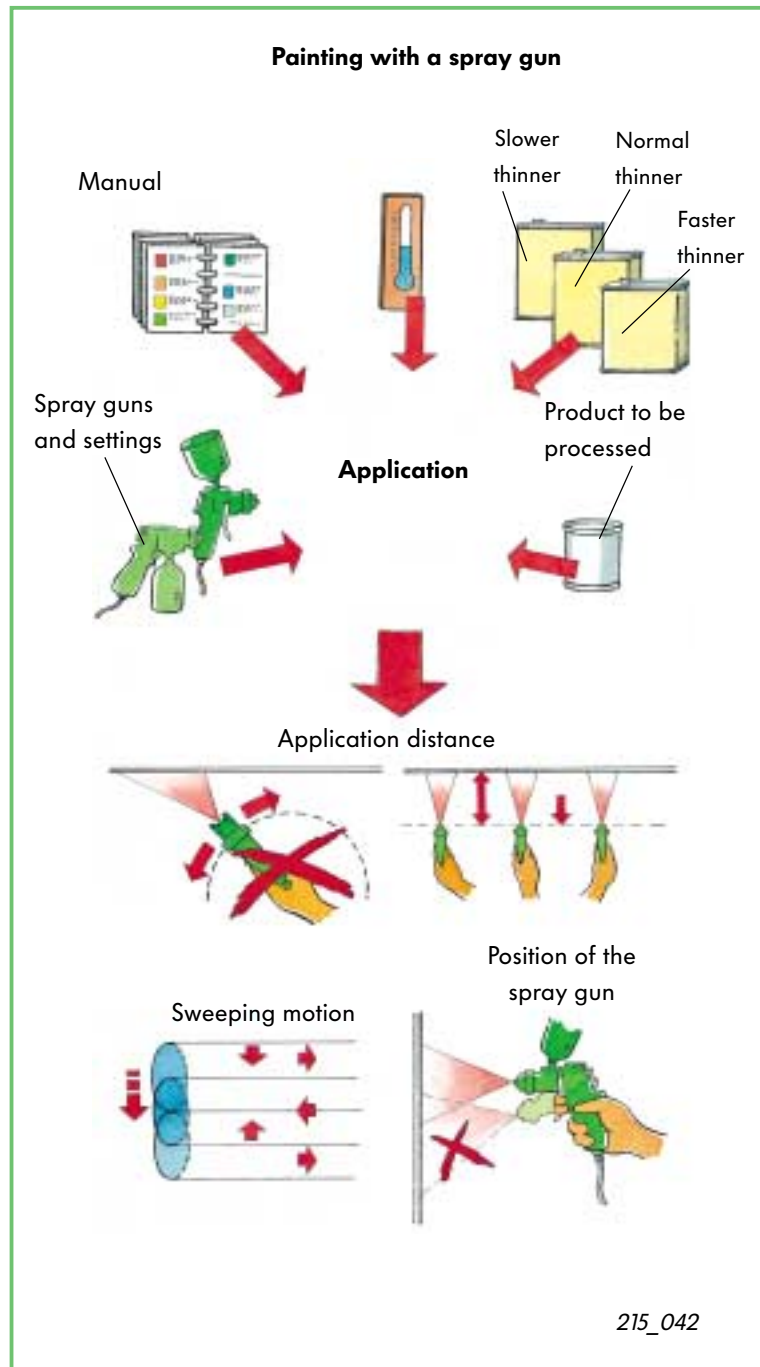 Painting with a spray gun
Slower
thinner
Normal
thinner
Manual
Faster
thinner
Spray guns
and settings
Product to be
processed
Application
Application distance
Position of the
spray gun
Sweeping motion
215_042